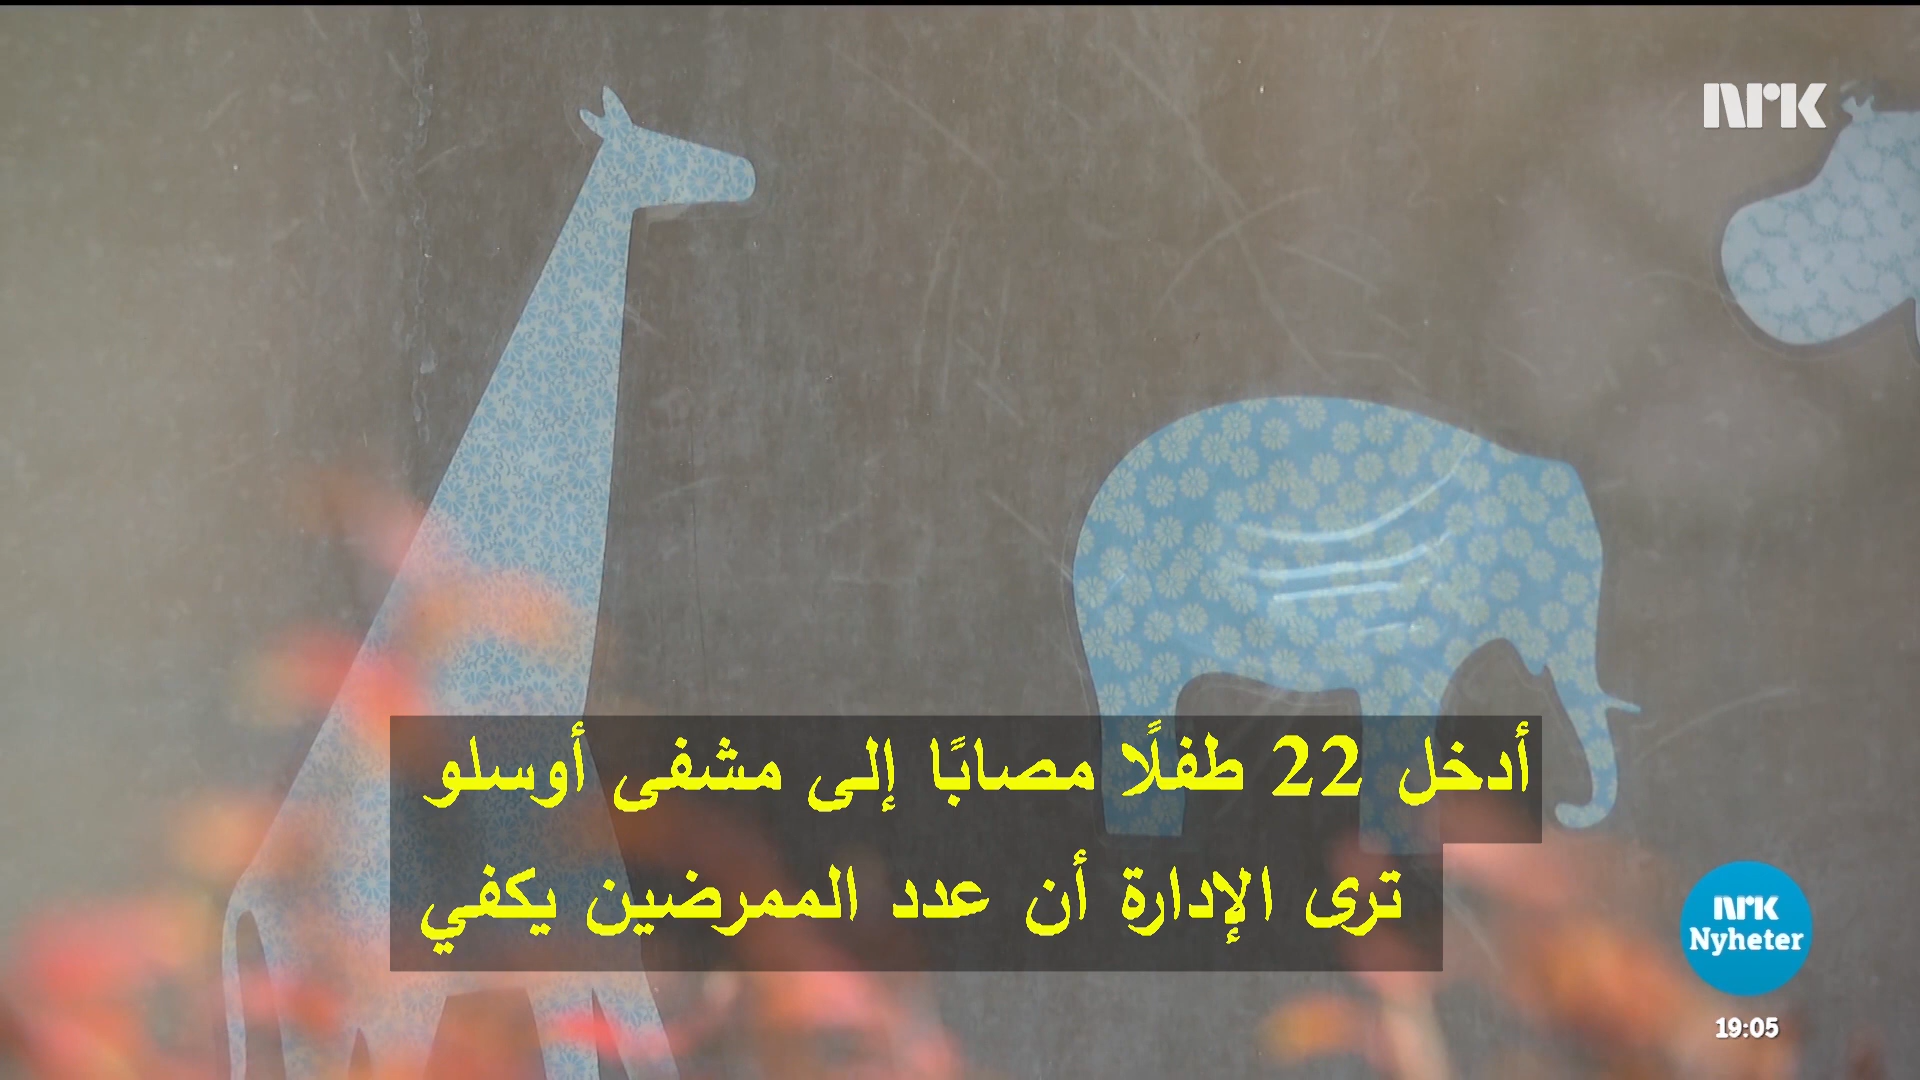 NRK
أدخل 22 طفلًا مصابًا إلى مشفى أوسلو
ترى الإدارة أن عدد الممرضين يكفي
NRK
Nyheter
19:05